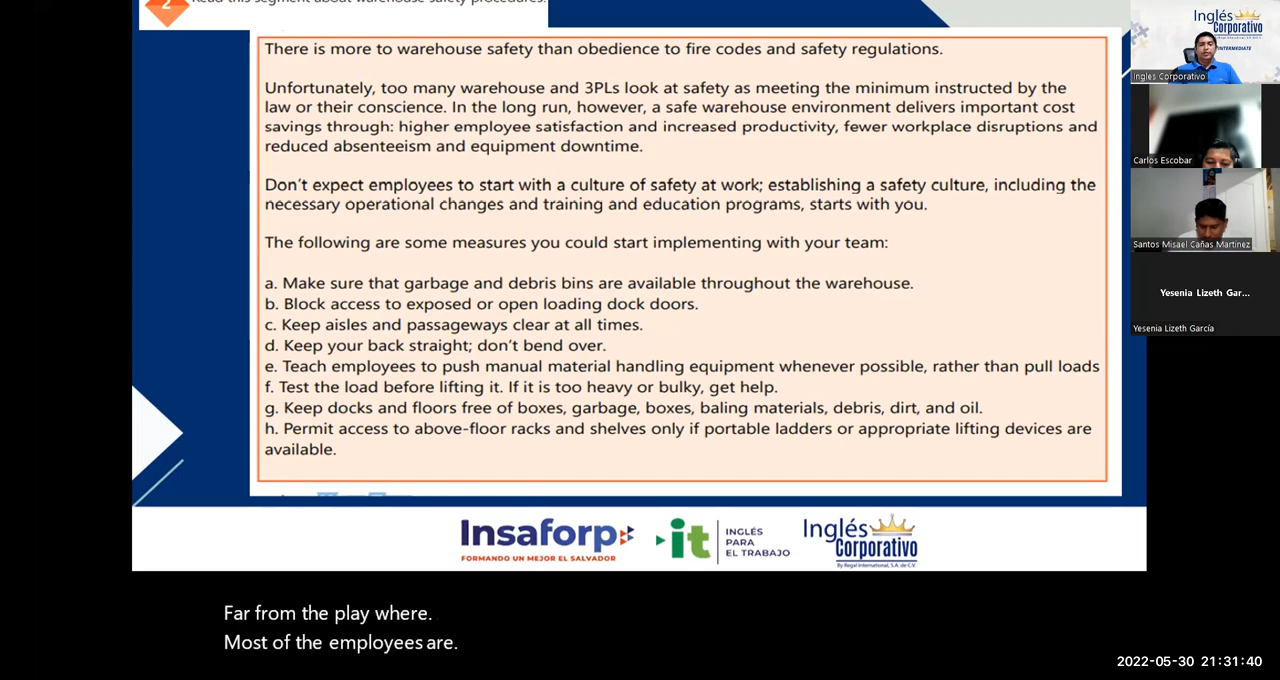 2
Read this segment about warehouse safety procedures.
There is more to warehouse safety than obedience to fire codes and safety regulations.
Unfortunately, too many warehouse and 3PLs look at safety as meeting the minimum instructed by the
law or their conscience. In the long run, however, a safe warehouse environment delivers important cost
savings through: higher employee satisfaction and increased productivity, fewer workplace disruptions and
reduced absenteeism and equipment downtime.
Don't expect employees to start with a culture of safety at work; establishing a safety culture, including the
necessary operational changes and training and education programs, starts with you.
The following are some measures you could start implementing with your team:
a. Make sure that garbage and debris bins are available throughout the warehouse.
b. Block access to exposed or open loading dock doors.
c. Keep aisles and passageways clear at all times.
d. Keep your back straight; don't bend over.
e. Teach employees to push manual material handling equipment whenever possible, rather than pull loads
f. Test the load before lifting it. If it is too heavy or bulky, get help.
g. Keep docks and floors free of boxes, garbage, boxes, baling materials, debris, dirt, and oil.
h. Permit access to above-floor racks and shelves only if portable ladders or appropriate lifting devices are
available.
Insaforp
FORMANDO UN MEJOR EL SALVADOR
it
INGLÉS
PARA
EL TRABAJO
Inglés
Corporativo
By Regal International, S.A. de C.V.
Far from the play where.
Most of the employees are.
Inglés
Corporativo
INTERMEDIATE
Ingles Corporativo
Carlos Escobar
Santos Misael Cañas Martinez
Yesenia Lizeth Gar...
Yesenia Lizeth García
2022-05-30 21:31:40